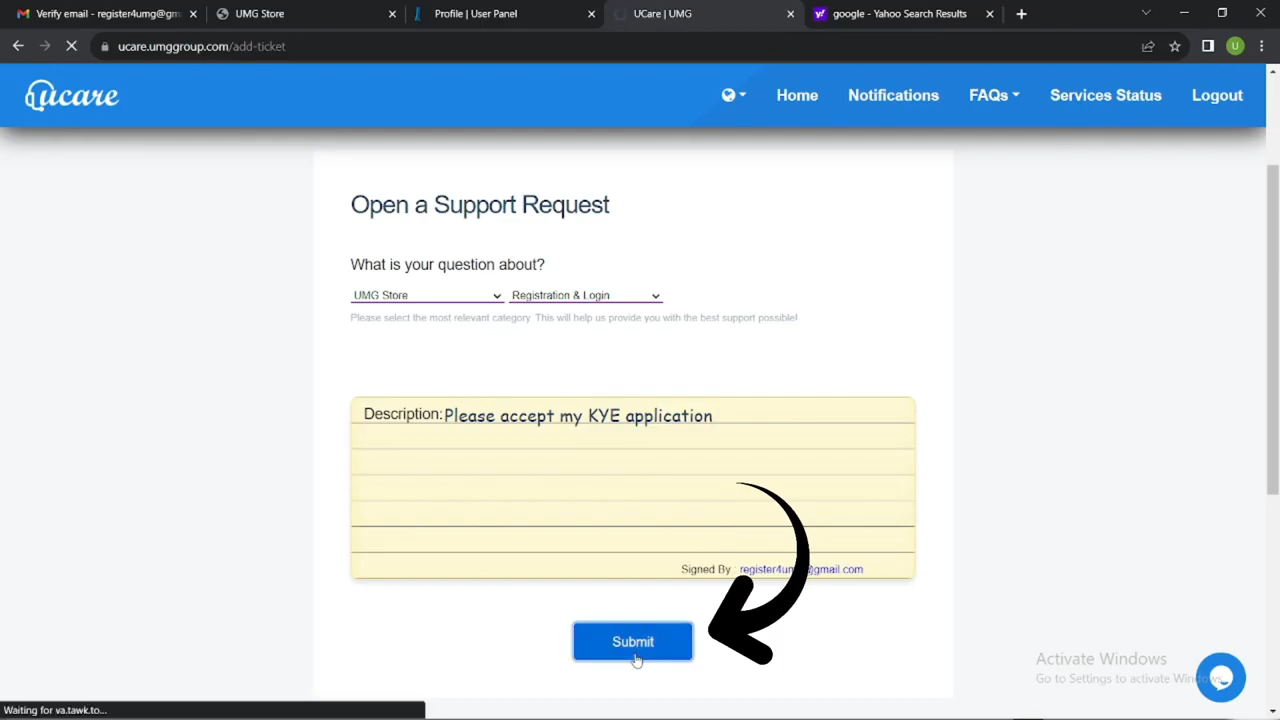 Verify email - register4umg@gm
UMG Store
Profile | User Panel
UCare | UMG
google - Yahoo Search Results
ucare.umggroup.com/add-ticket
U
ucare
Home
Notifications
FAQs
Services Status
Logout
Open a Support Request
What is your question about?
UMG Store
Registration & Login
Please select the most relevant category. This will help us provide you with the best support possible!
Description: Please accept my KYE application
Signed By : register4um @gmail.com
Submit
Activate Windows
Go to Settings to activate Windows.
Waiting for va.tawk.to...